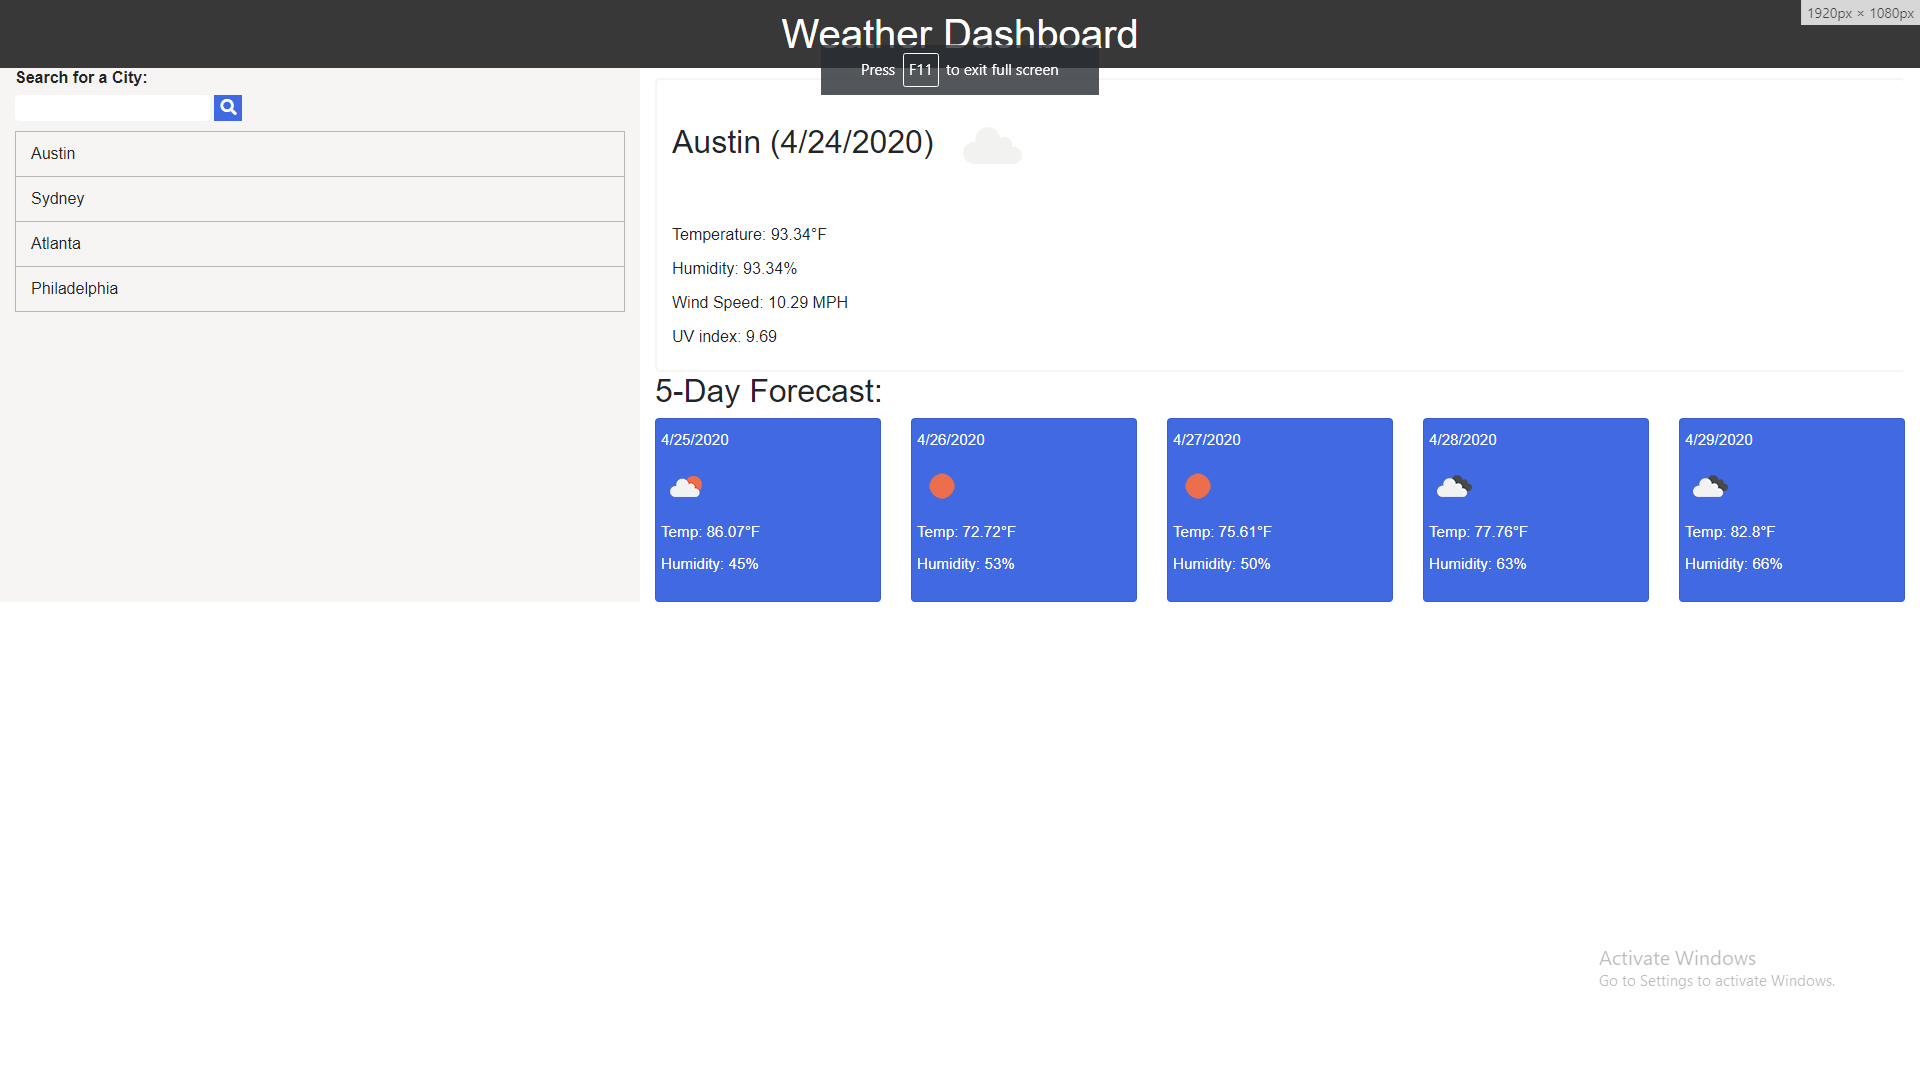 Weather Dashboard
1920px × 1080px
Press F11 to exit full screen
Search for a City:
Austin
Sydney
Atlanta
Philadelphia
Austin (4/24/2020)
Temperature: 93.34°F
Humidity: 93.34%
Wind Speed: 10.29 MPH
UV index: 9.69
5-Day Forecast:
4/25/2020
Temp: 86.07°F
Humidity: 45%
4/26/2020
Temp: 72.72°F
Humidity: 53%
4/27/2020
Temp: 75.61°F
Humidity: 50%
4/28/2020
Temp: 77.76°F
Humidity: 63%
4/29/2020
Temp: 82.8°F
Humidity: 66%
Activate Windows
Go to Settings to activate Windows.